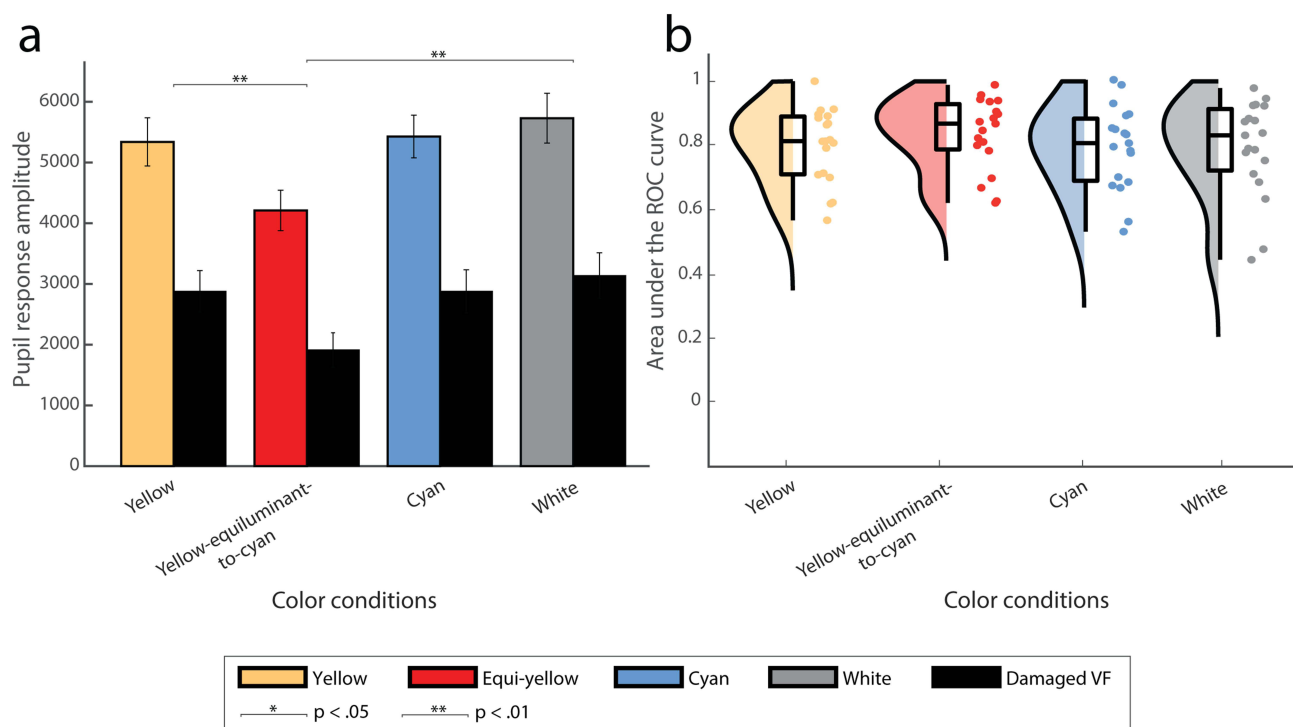 a
**
**
Pupil response amplitude
6000
5000
4000
3000
2000
1000
0
Yellow
Yellow-equiluminant-
to-cyan
Cyan
White
Color conditions
b
Area under the ROC curve
1
0.8
0.6
0.4
0.2
0
Yellow
Yellow-equiluminant-
to-cyan
Cyan
White
Color conditions
Yellow Equi-yellow Cyan White Damaged VF
* p < .05 ** p < .01